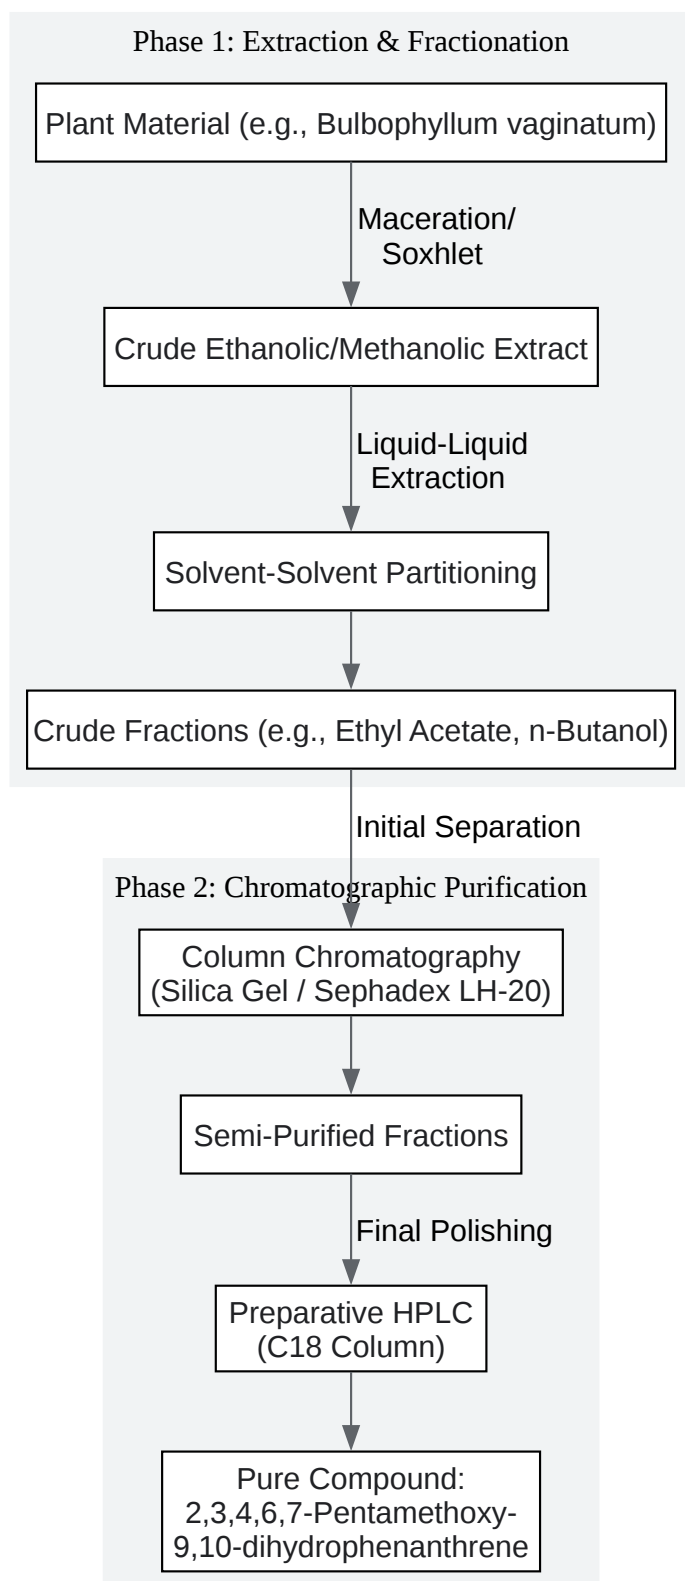 Phase 1: Extraction & Fractionation
Plant Material (e.g., Bulbophyllum vaginatum)
Maceration/
Soxhlet
Crude Ethanolic/Methanolic Extract
Liquid-Liquid
Extraction
Solvent-Solvent Partitioning
Crude Fractions (e.g., Ethyl Acetate, n-Butanol)
Initial Separation
Phase 2: Chromatographic Purification
Column Chromatography
(Silica Gel / Sephadex LH-20)
Semi-Purified Fractions
Final Polishing
Preparative HPLC
(C18 Column)
Pure Compound:
2,3,4,6,7-Pentamethoxy-
9,10-dihydrophenanthrene